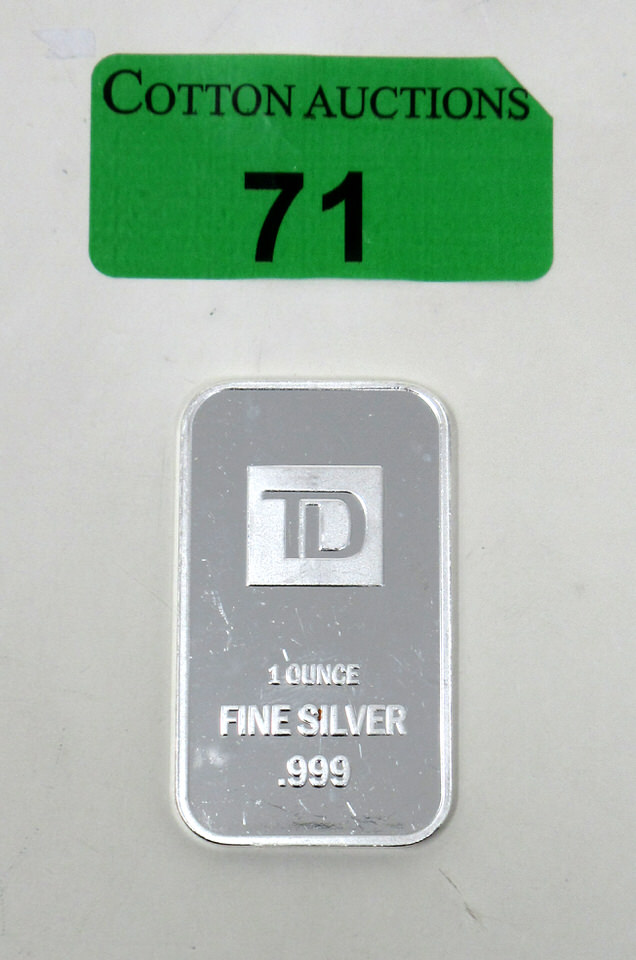 COTTON AUCTIONS
71
TD
1 OUNCE
FINE SILVER
.999